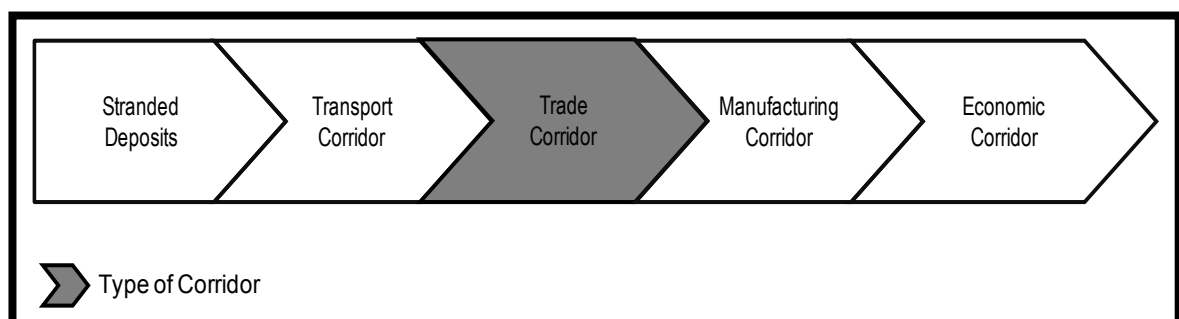 Stranded
Deposits
Transport
Corridor
Trade
Corridor
Manufacturing
Corridor
Economic
Corridor
Type of Corridor